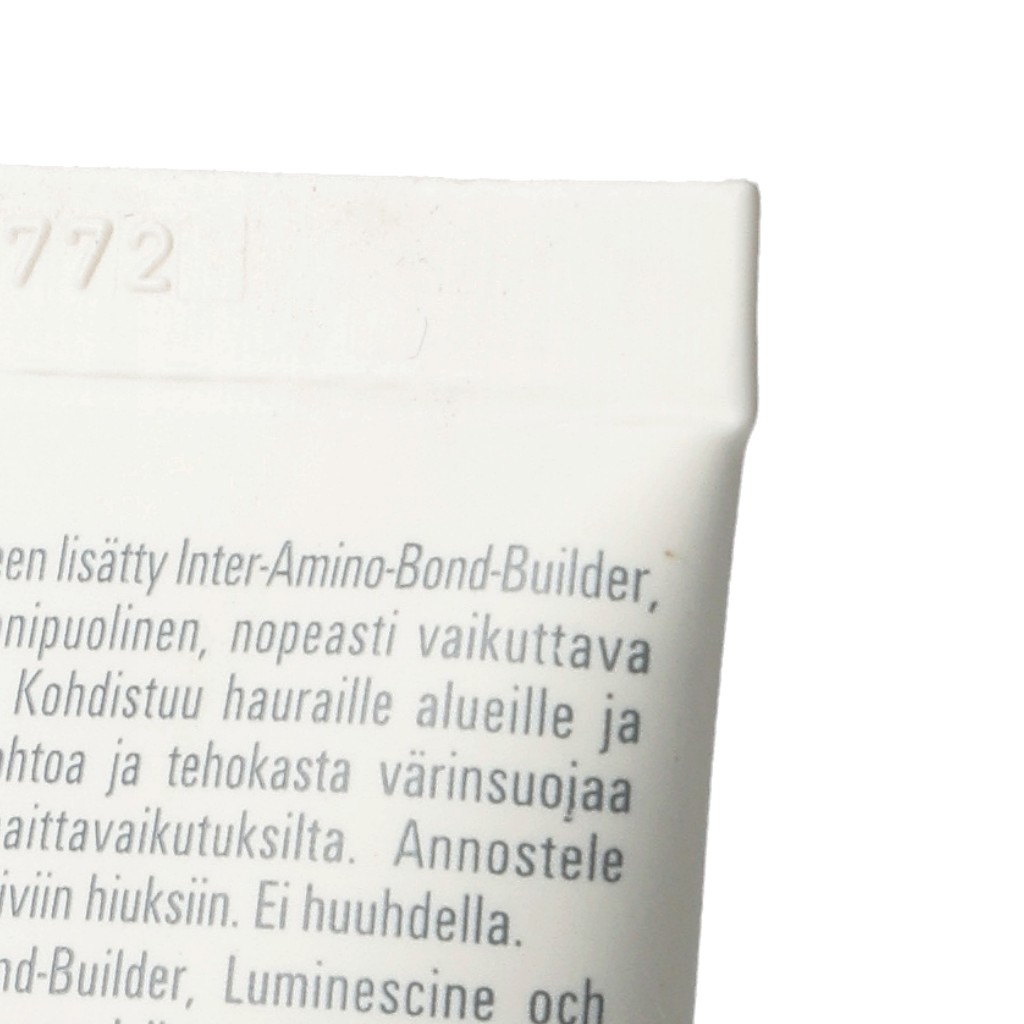 772
een lisätty Inter-Amino-Bond-Builder,
nipuolinen, nopeasti vaikuttava
Kohdistuu hauraille alueille ja
ohtoa ja tehokasta värinsuojaa
aittavaikutuksilta. Annostele
iviin hiuksiin. Ei huuhdella.
nd-Builder, Luminescine och